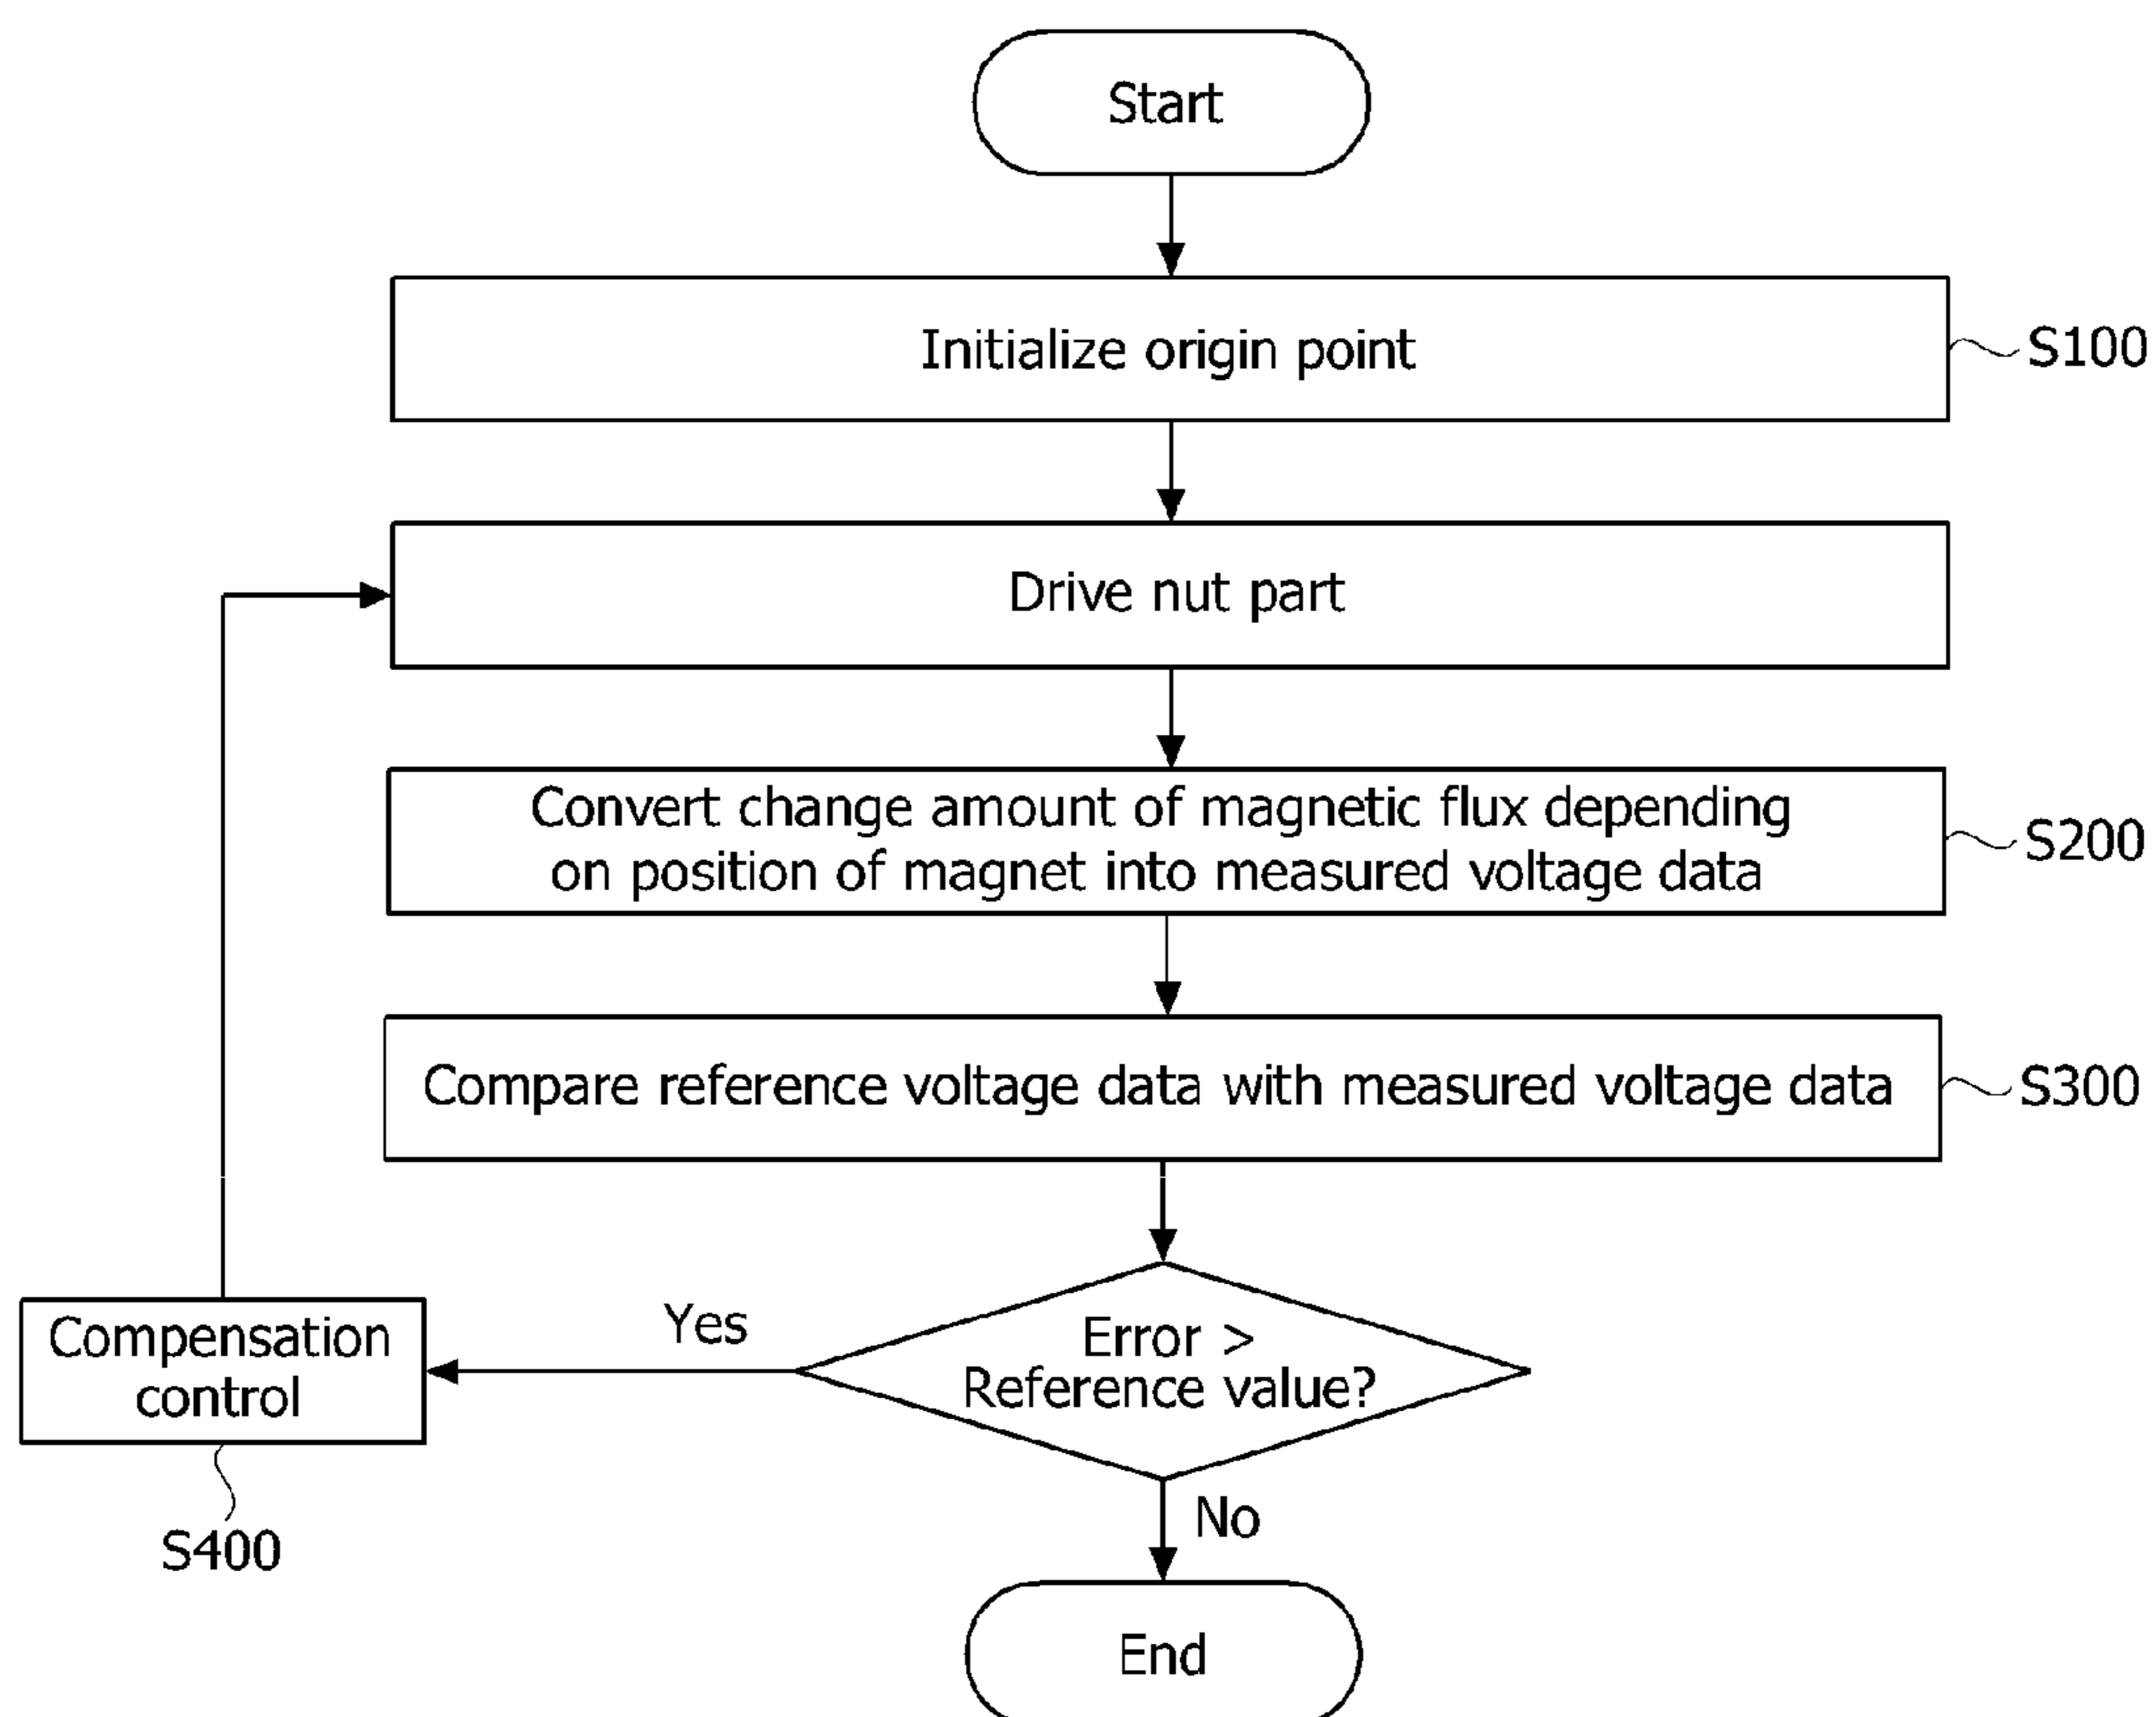 Start
Initialize origin point
S100
Drive nut part
Convert change amount of magnetic flux depending
on position of magnet into measured voltage data
S200
Compare reference voltage data with measured voltage data
S300
Error >
Reference value?
Yes
Compensation
control
S400
No
End